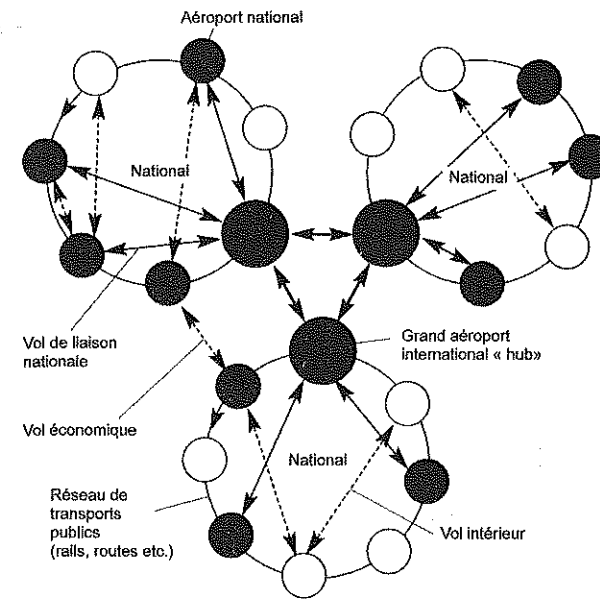 Aéroport national
National
National
Vol de liaison
nationale
Grand aéroport
international « hub»
Vol économique
National
Réseau de
transports
publics
(rails, routes etc.)
Vol intérieur